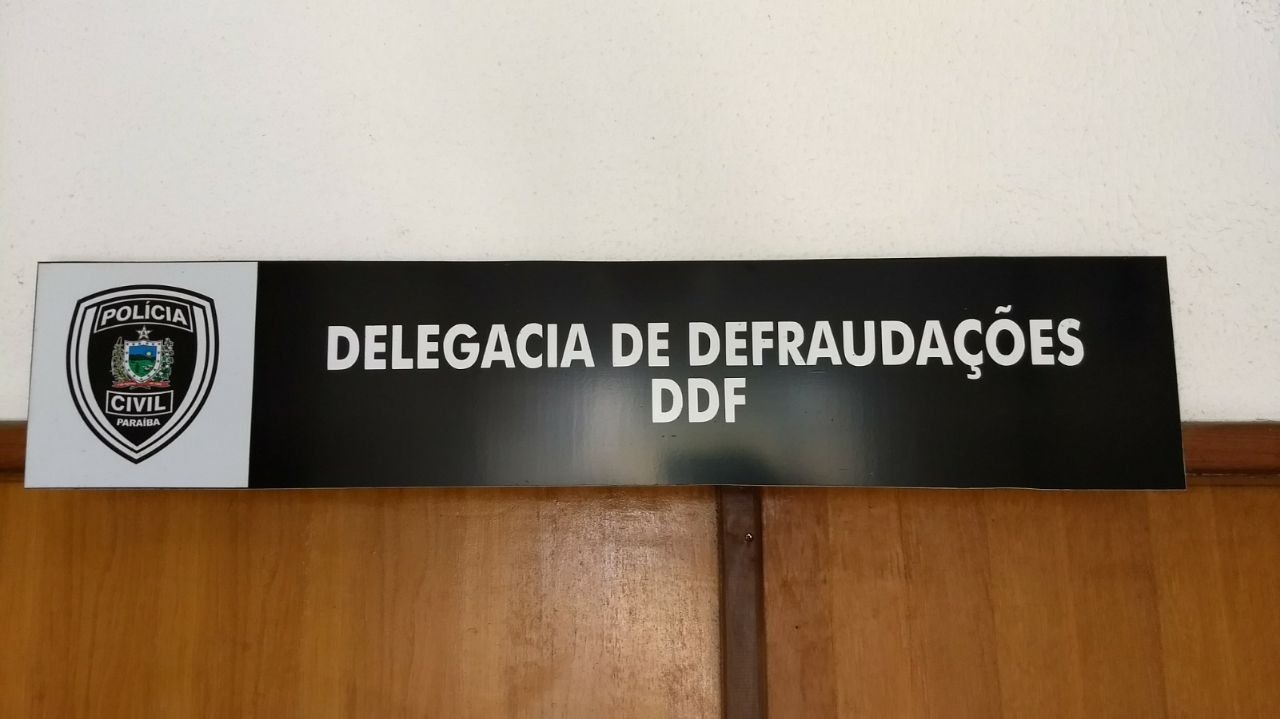 POLÍCIA
CIVIL
PARAÍBA
DELEGACIA DE DEFRAUDAÇÕES
DDF